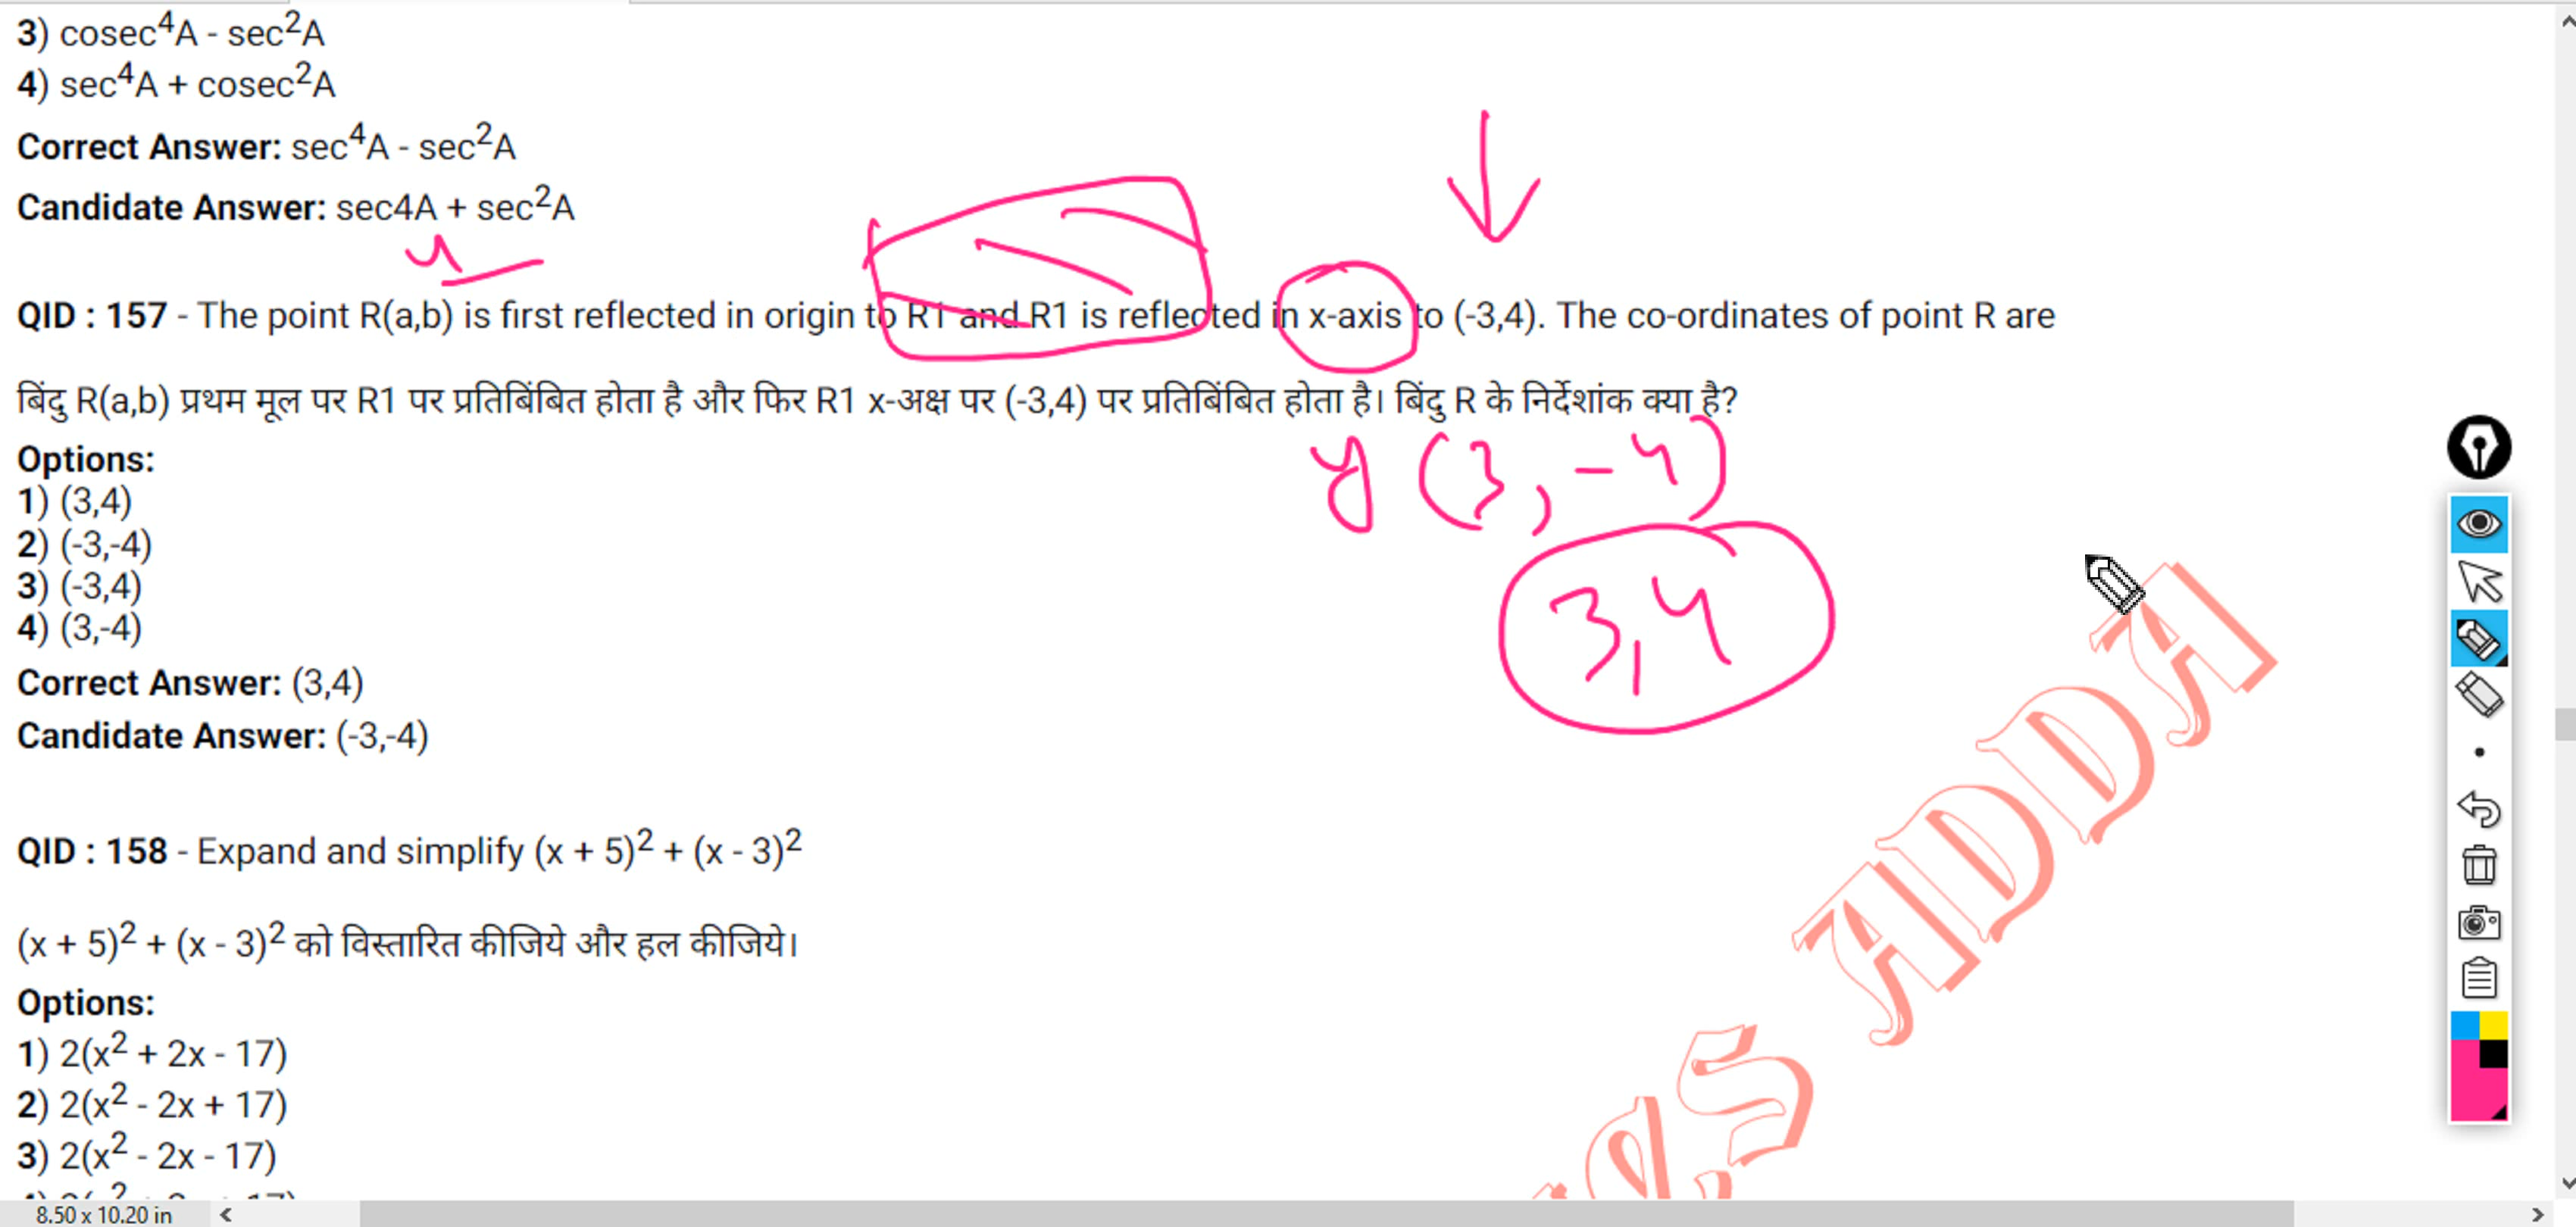 3) cosec⁴A - sec²A
4) sec⁴A + cosec²A
Correct Answer: sec⁴A - sec²A
Candidate Answer: sec4A + sec²A
QID : 157 - The point R(a,b) is first reflected in origin to R1 and R1 is reflected in x-axis to (-3,4). The co-ordinates of point R are
बिंदु R(a,b) प्रथम मूल पर R1 पर प्रतिबिंबित होता है और फिर R1 x-अक्ष पर (-3,4) पर प्रतिबिंबित होता है। बिंदु R के निर्देशांक क्या है?
y (3, -4)
3,4
Options:
1) (3,4)
2) (-3,-4)
3) (-3,4)
4) (3,-4)
Correct Answer: (3,4)
Candidate Answer: (-3,-4)
QID : 158 - Expand and simplify (x + 5)² + (x - 3)²
(x + 5)² + (x - 3)² को विस्तारित कीजिये और हल कीजिये।
Options:
1) 2(x² + 2x - 17)
2) 2(x² - 2x + 17)
3) 2(x² - 2x - 17)
ADDA
8.50 x 10.20 in